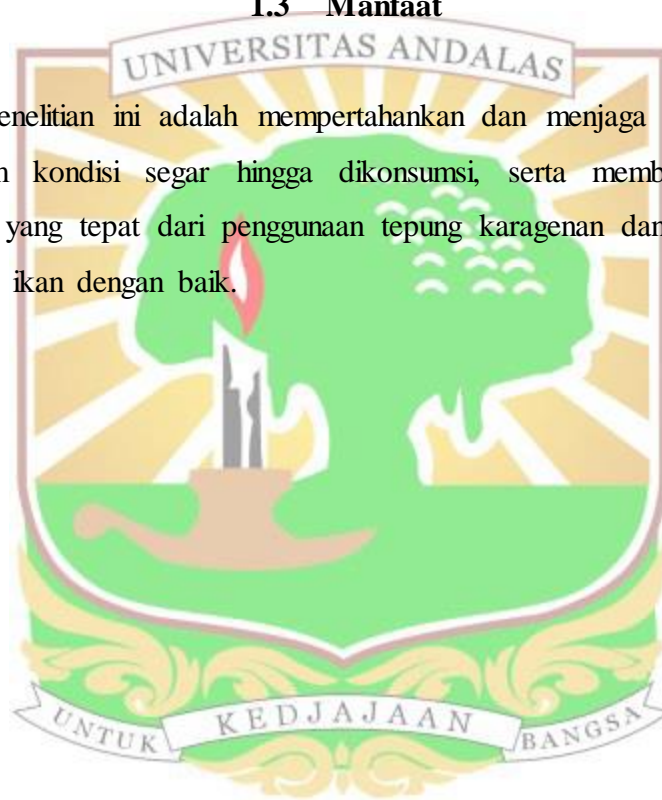 1.3 Manfaat
UNIVERSITAS ANDALAS
enelitian ini adalah mempertahankan dan menjaga
kondisi segar hingga dikonsumsi, serta memb
yang tepat dari penggunaan tepung karagenan dan
ikan dengan baik.
UNTUK KEDJAJAAN BANGSA